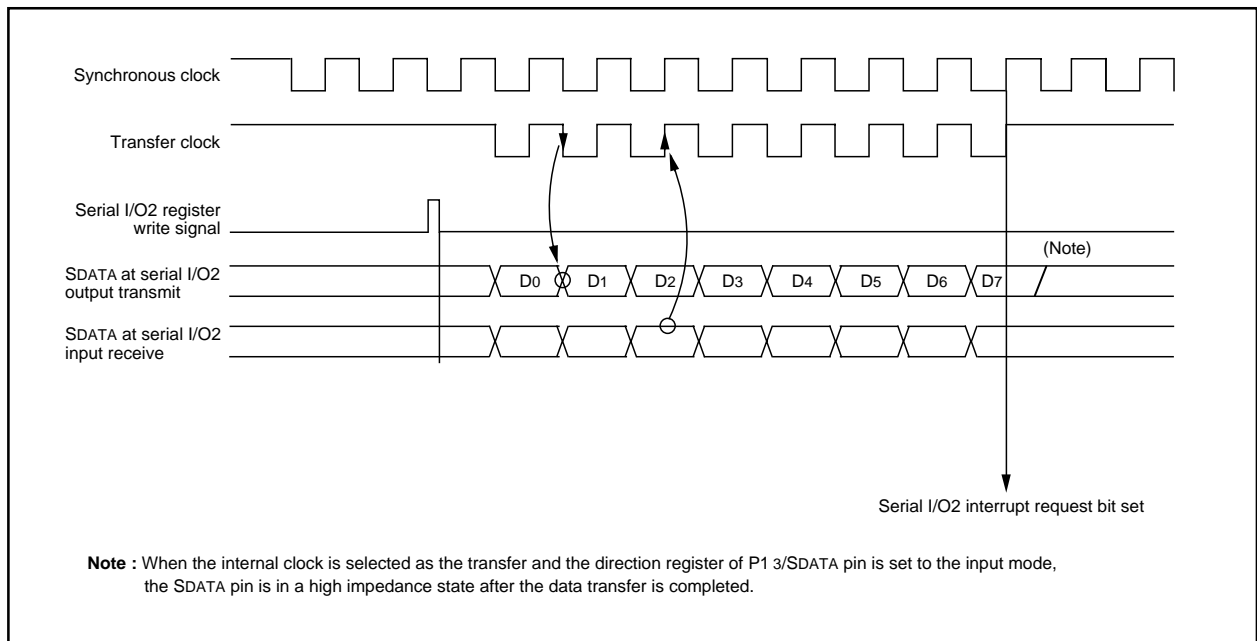 Synchronous clock
Transfer clock
Serial I/O2 register
write signal
(Note)
SDATA at serial I/O2
output transmit
D0 D1 D2 D3 D4 D5 D6 D7
SDATA at serial I/O2
input receive
Serial I/O2 interrupt request bit set
Note : When the internal clock is selected as the transfer and the direction register of P1 3/SDATA pin is set to the input mode,
the SDATA pin is in a high impedance state after the data transfer is completed.